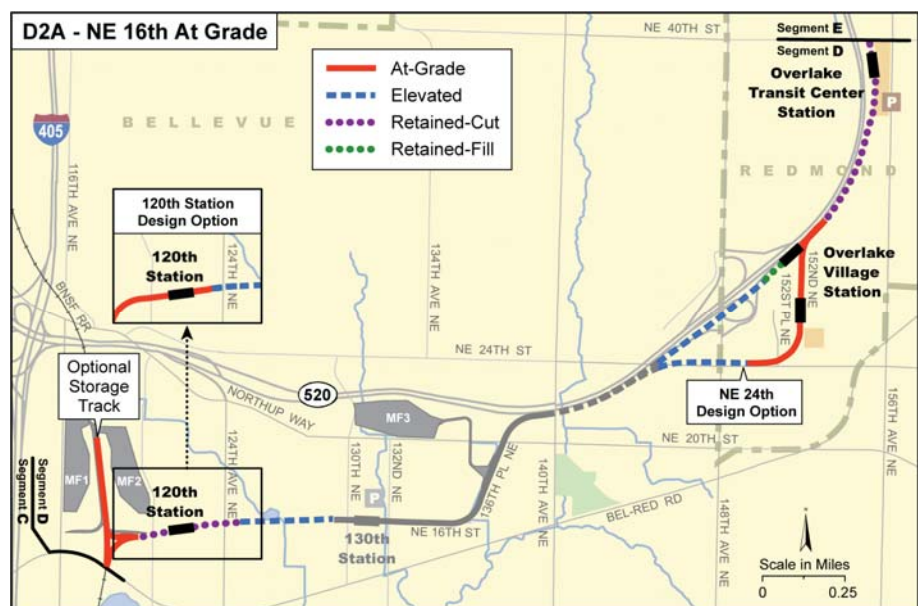 D2A - NE 16th At Grade
At-Grade
Elevated
Retained-Cut
Retained-Fill
NE 40TH ST
Segment E
Segment D
Overlake
Transit Center
Station
P
405
BELLEVUE
REDMOND
116TH AVE NE
BNSF RR
120th Station
Design Option
120th
Station
124TH NE
134TH AVE NE
152ND NE
152ST PL NE
Overlake
Village
Station
NE 24TH ST
Optional
Storage
Track
NORTHUP WAY
520
NE 24th
Design Option
156TH AVE NE
MF3
NE 20TH ST
MF1
MF2
124TH AVE NE
130TH NE
132ND NE
136TH PL NE
140TH AVE NE
148TH AVE NE
BEL-RED RD
Segment D
Segment C
120th
Station
P
NE 16TH ST
130th
Station
Scale in Miles
0 0.25